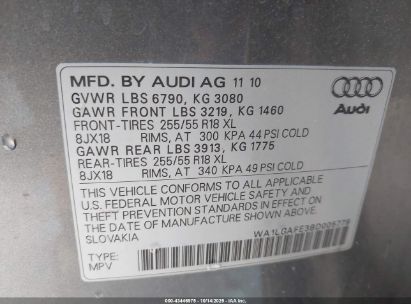 MFD. BY AUDI AG 11 10
GVWR LBS 6790, KG 3080
GAWR FRONT LBS 3219, KG 1460
FRONT-TIRES 255/55 R18 XL
8JX18 RIMS, AT 300 KPA 44 PSI COLD
GAWR REAR LBS 3913, KG 1775
REAR-TIRES 255/55 R18 XL
8JX18 RIMS, AT 340 KPA 49 PSI COLD
THIS VEHICLE CONFORMS TO ALL APPLICABLE
U.S. FEDERAL MOTOR VEHICLE SAFETY AND
THEFT PREVENTION STANDARDS IN EFFECT ON
THE DATE OF MANUFACTURE SHOWN ABOVE.
SLOVAKIA
TYPE:
MPV
Audi
10/14/2025